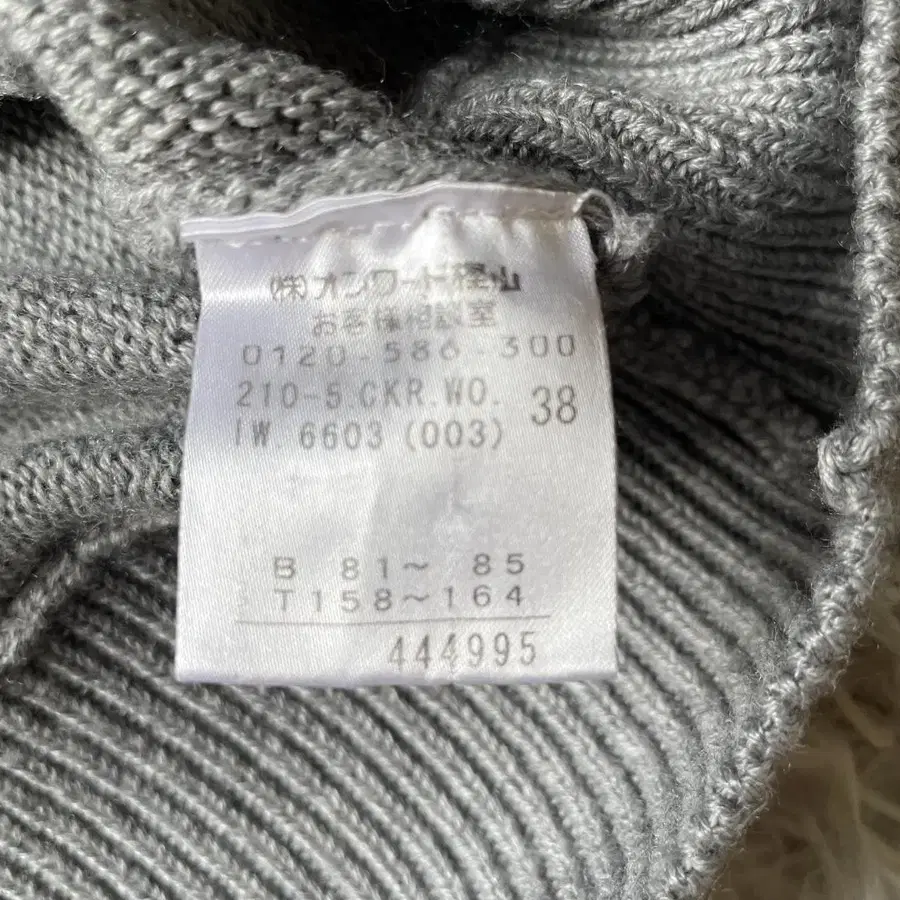 (株)オンワード樫山
お客様相談室
0120-586-300
210-5 CKR.WO. 38
IW 6603 (003)
B 81～ 85
T158～164
444995